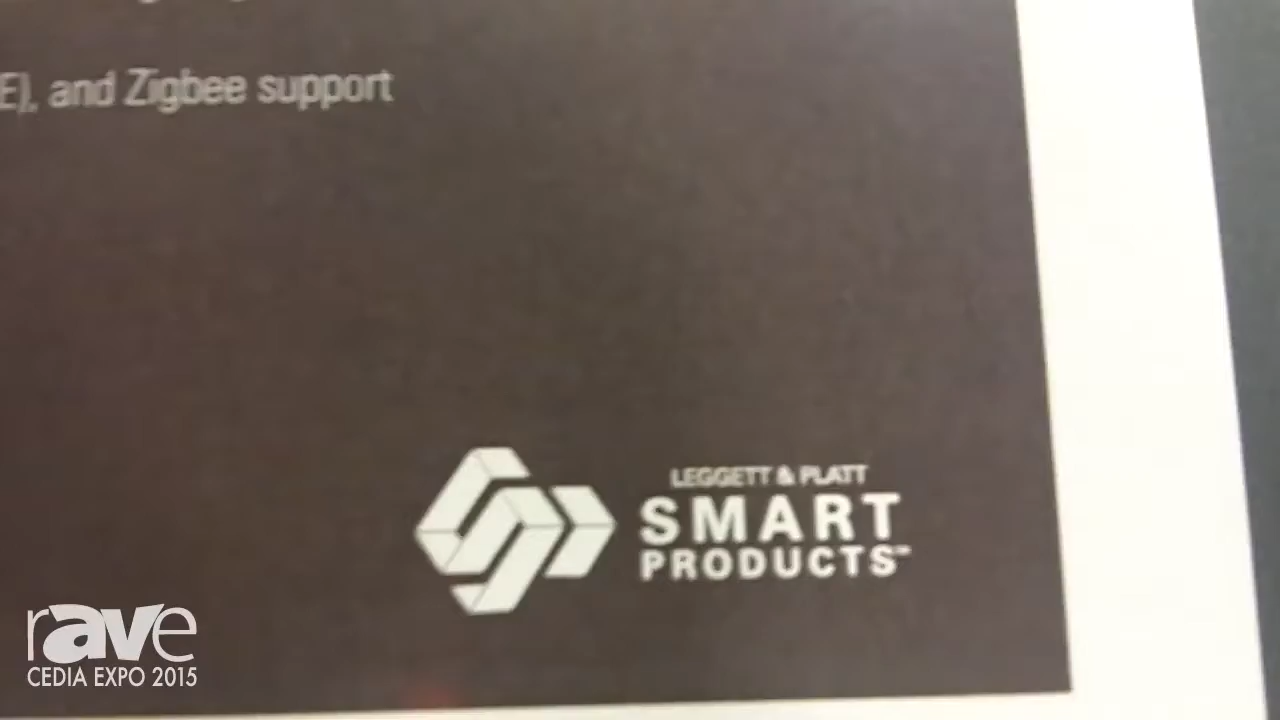 E), and Zigbee support
LEGGETT & PLATT
SMART
PRODUCTS™
rAVe
CEDIA EXPO 2015